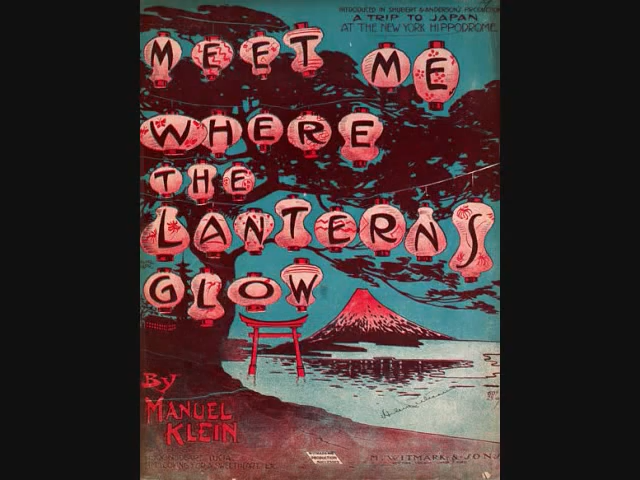 INTRODUCED IN SHUBERT & ANDERSON'S PRODUCTION
A TRIP TO JAPAN
AT THE NEW YORK HIPPODROME
MEET ME
WHERE
THE
LANTERNS
GLOW
BY
MANUEL
KLEIN
M. WITMARK & SONS